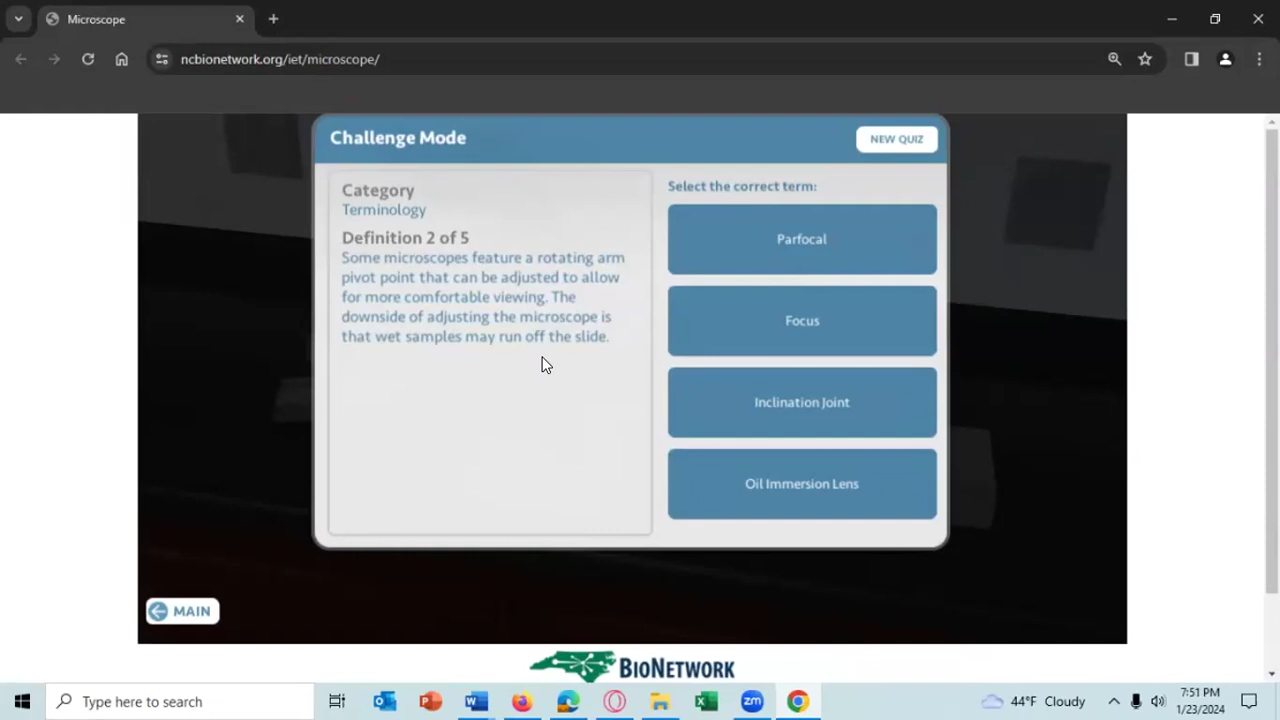 Microscope
ncbionetwork.org/iet/microscope/
Challenge Mode
NEW QUIZ
Category
Terminology
Definition 2 of 5
Some microscopes feature a rotating arm
pivot point that can be adjusted to allow
for more comfortable viewing. The
downside of adjusting the microscope is
that wet samples may run off the slide.
Select the correct term:
Parfocal
Focus
Inclination Joint
Oil Immersion Lens
MAIN
BIONETWORK
Type here to search
zm
44°F Cloudy
7:51 PM
1/23/2024